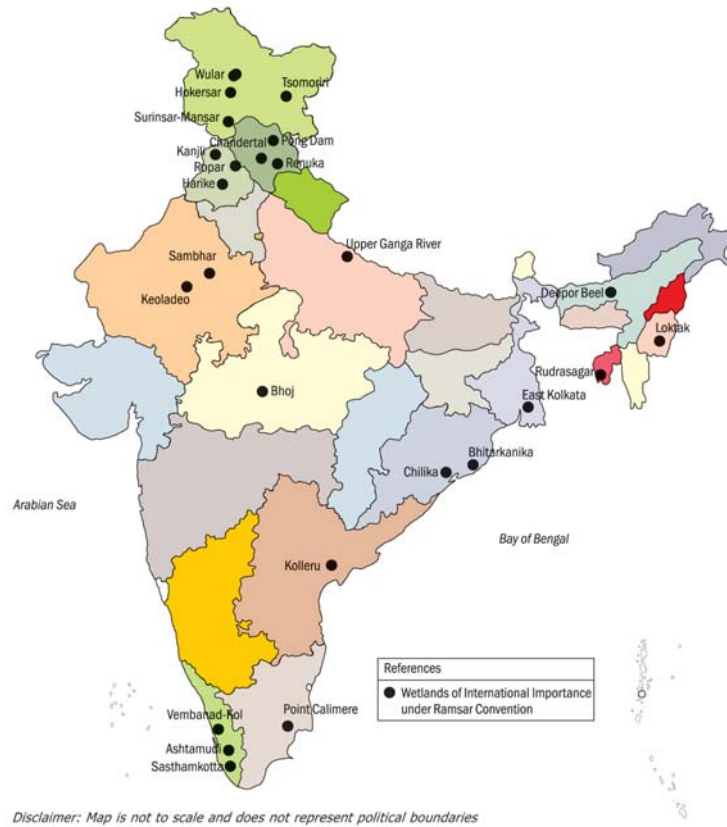 Wular
Hokersar
Tsomoriri
Surinsar-Mansar
Chandertal
Pong Dam
Kanjli
Ropar
Renuka
Harike
Upper Ganga River
Sambhar
Keoladeo
Deepor Beel
Loktak
Rudrasagar
Bhoj
East Kolkata
Bhitarkanika
Chilika
Arabian Sea
Bay of Bengal
Kolleru
References
Wetlands of International Importance
under Ramsar Convention
Vembanad-Kol
Point Calimere
Ashtamudi
Sasthamkotta
Disclaimer: Map is not to scale and does not represent political boundaries